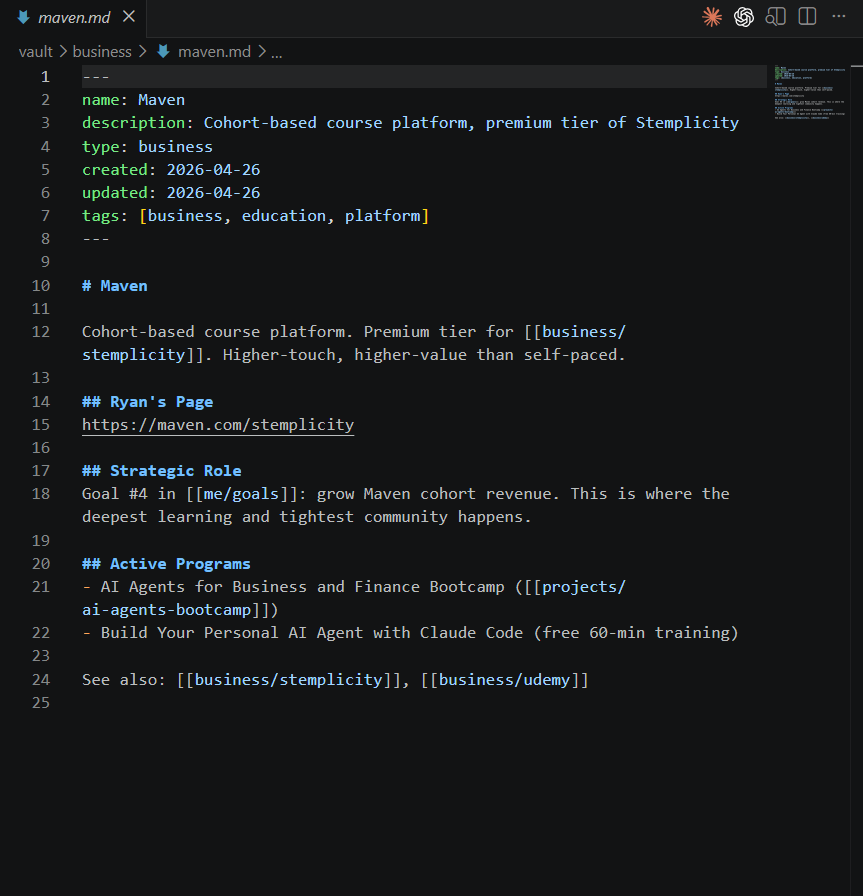 maven.md
vault > business > maven.md > ...
1 ---
2 name: Maven
3 description: Cohort-based course platform, premium tier of Stemplicity
4 type: business
5 created: 2026-04-26
6 updated: 2026-04-26
7 tags: [business, education, platform]
8 ---
9
10 # Maven
11
12 Cohort-based course platform. Premium tier for [[business/
stemplicity]]. Higher-touch, higher-value than self-paced.
13
14 ## Ryan's Page
15 https://maven.com/stemplicity
16
17 ## Strategic Role
18 Goal #4 in [[me/goals]]: grow Maven cohort revenue. This is where the
deepest learning and tightest community happens.
19
20 ## Active Programs
21 - AI Agents for Business and Finance Bootcamp ([[projects/
ai-agents-bootcamp]])
22 - Build Your Personal AI Agent with Claude Code (free 60-min training)
23
24 See also: [[business/stemplicity]], [[business/udemy]]
25